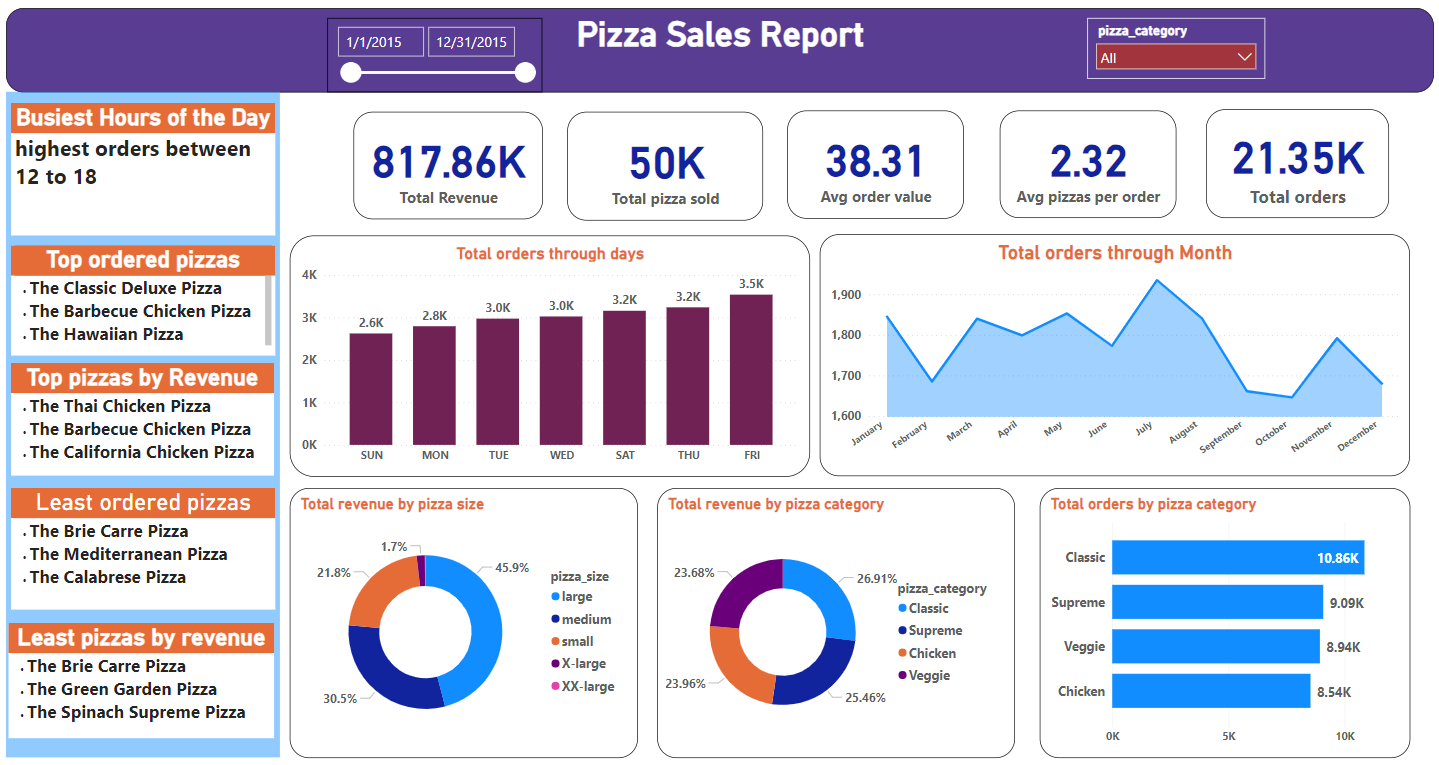 1/1/2015
12/31/2015
Pizza Sales Report
pizza_category
All
Busiest Hours of the Day
highest orders between
12 to 18
Top ordered pizzas
. The Classic Deluxe Pizza
. The Barbecue Chicken Pizza
. The Hawaiian Pizza
Top pizzas by Revenue
. The Thai Chicken Pizza
. The Barbecue Chicken Pizza
. The California Chicken Pizza
Least ordered pizzas
. The Brie Carre Pizza
. The Mediterranean Pizza
. The Calabrese Pizza
Least pizzas by revenue
. The Brie Carre Pizza
. The Green Garden Pizza
. The Spinach Supreme Pizza
817.86K
Total Revenue
50K
Total pizza sold
38.31
Avg order value
2.32
Avg pizzas per order
21.35K
Total orders
Total orders through days
4K
3K
2K
1K
0K
2.6K
2.8K
3.0K
3.0K
3.2K
3.2K
3.5K
SUN
MON
TUE
WED
SAT
THU
FRI
Total orders through Month
1,900
1,800
1,700
1,600
January
February
March
April
May
June
July
August
September
October
November
December
Total revenue by pizza size
1.7%
45.9%
21.8%
30.5%
pizza_size
large
medium
small
X-large
XX-large
Total revenue by pizza category
23.68%
26.91%
23.96%
25.46%
pizza_category
Classic
Supreme
Chicken
Veggie
Total orders by pizza category
Classic
10.86K
Supreme
9.09K
Veggie
8.94K
Chicken
8.54K
0K
5K
10K